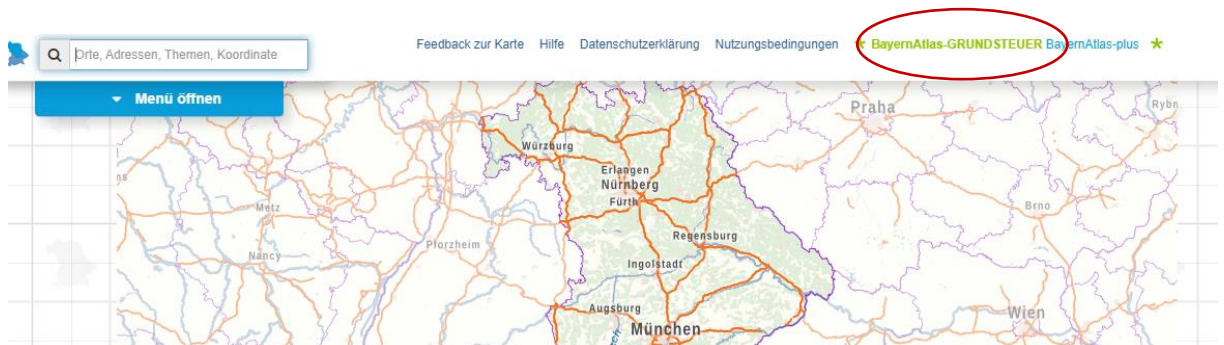 Orte, Adressen, Themen, Koordinate
Feedback zur Karte Hilfe Datenschutzerklärung Nutzungsbedingungen BayernAtlas-GRUNDSTEUER BayernAtlas-plus
Menü öffnen
Praha
Würzburg
Erlangen
Nürnberg
Fürth
Metz
Brno
Regensburg
Pforzheim
Nancy
Ingolstadt
Augsburg
Wien
München